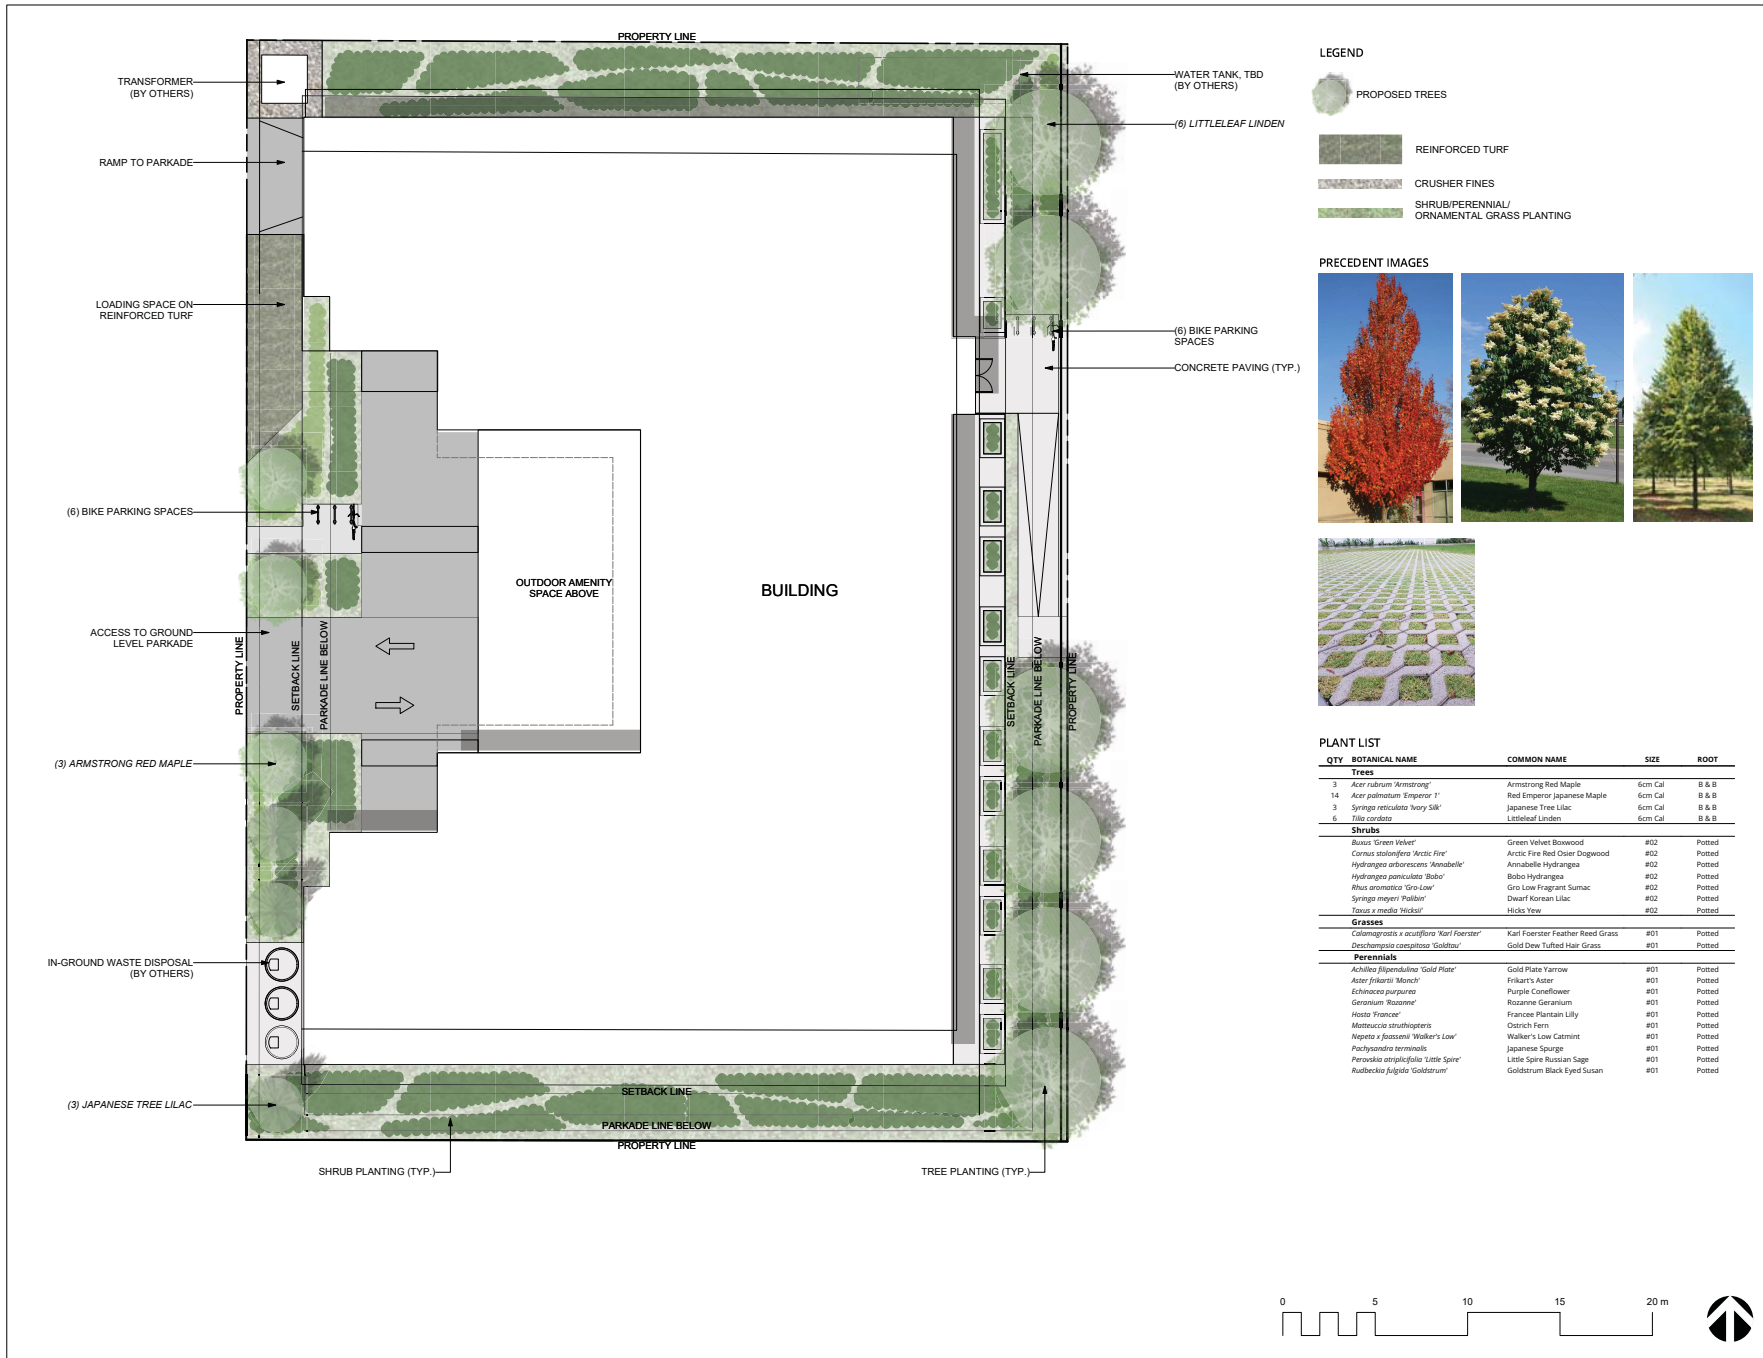 PROPERTY LINE
TRANSFORMER
(BY OTHERS)
RAMP TO PARKADE
LOADING SPACE ON
REINFORCED TURF
(6) BIKE PARKING SPACES
ACCESS TO GROUND
LEVEL PARKADE
(3) ARMSTRONG RED MAPLE
IN-GROUND WASTE DISPOSAL
(BY OTHERS)
(3) JAPANESE TREE LILAC
PROPERTY LINE
SETBACK LINE
PARKADE LINE BELOW
OUTDOOR AMENITY
SPACE ABOVE
BUILDING
SETBACK LINE
PARKADE LINE BELOW
PROPERTY LINE
WATER TANK, TBD
(BY OTHERS)
(6) LITTLELEAF LINDEN
(6) BIKE PARKING
SPACES
CONCRETE PAVING (TYP.)
SETBACK LINE
PARKADE LINE BELOW
PROPERTY LINE
SHRUB PLANTING (TYP.)
TREE PLANTING (TYP.)
LEGEND
PROPOSED TREES
REINFORCED TURF
CRUSHER FINES
SHRUB/PERENNIAL/
ORNAMENTAL GRASS PLANTING
PRECEDENT IMAGES
PLANT LIST
QTY BOTANICAL NAME COMMON NAME SIZE ROOT
Trees
3 Acer rubrum 'Armstrong' Armstrong Red Maple 6cm Cal B & B
14 Acer palmatum 'Emperor 1' Red Emperor Japanese Maple 6cm Cal B & B
3 Syringa reticulata 'Ivory Silk' Japanese Tree Lilac 6cm Cal B & B
6 Tilia cordata Littleleaf Linden 6cm Cal B & B
Shrubs
Buxus 'Green Velvet' Green Velvet Boxwood #02 Potted
Cornus stolonifera 'Arctic Fire' Arctic Fire Red Osier Dogwood #02 Potted
Hydrangea arborescens 'Annabelle' Annabelle Hydrangea #02 Potted
Hydrangea paniculata 'Bobo' Bobo Hydrangea #02 Potted
Rhus aromatica 'Gro-Low' Gro Low Fragrant Sumac #02 Potted
Syringa meyeri 'Palibin' Dwarf Korean Lilac #02 Potted
Taxus x media 'Hicksii' Hicks Yew #02 Potted
Grasses
Calamagrostis x acutiflora 'Karl Foerster' Karl Foerster Feather Reed Grass #01 Potted
Deschampsia caespitosa 'Goldtau' Gold Dew Tufted Hair Grass #01 Potted
Perennials
Achillea filipendulina 'Gold Plate' Gold Plate Yarrow #01 Potted
Aster frikartii 'Monch' Frikart's Aster #01 Potted
Echinacea purpurea Purple Coneflower #01 Potted
Geranium 'Rozanne' Rozanne Geranium #01 Potted
Hosta 'Francee' Francee Plantain Lilly #01 Potted
Matteuccia struthiopteris Ostrich Fern #01 Potted
Nepeta x faassenii 'Walker's Low' Walker's Low Catmint #01 Potted
Pachysandra terminalis Japanese Spurge #01 Potted
Perovskia atriplicifolia 'Little Spire' Little Spire Russian Sage #01 Potted
Rudbeckia fulgida 'Goldstrum' Goldstrum Black Eyed Susan #01 Potted
0 5 10 15 20 m